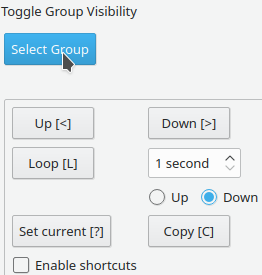 Toggle Group Visibility
Select Group
Up [<] Down [>]
Loop [L] 1 second
Up Down
Set current [?] Copy [C]
Enable shortcuts